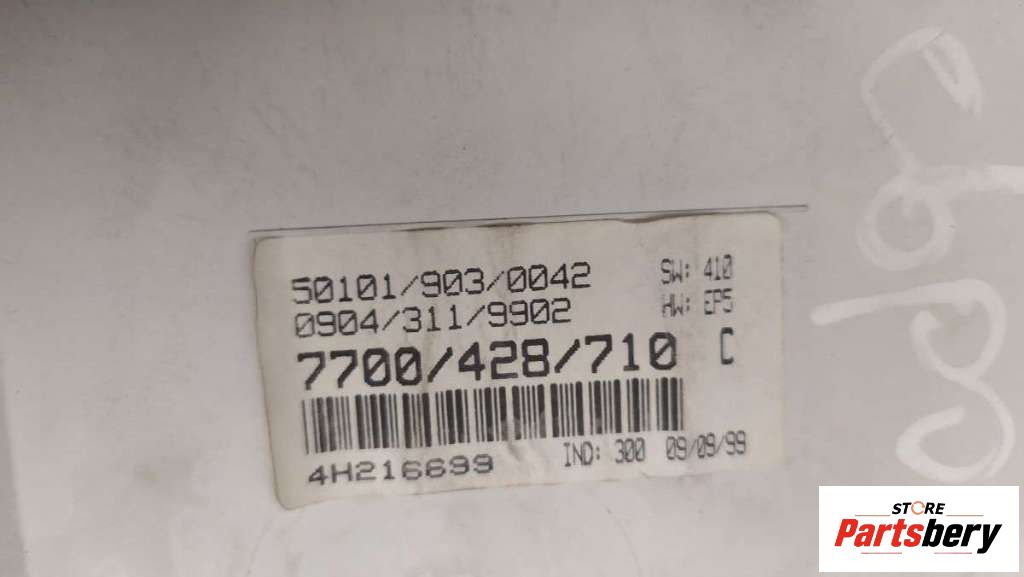 50101/903/0042 SW: 410
0904/311/9902 HW: EP5
7700/428/710 C
4H216699 IND: 300 09/09/99
STORE
Partsbery